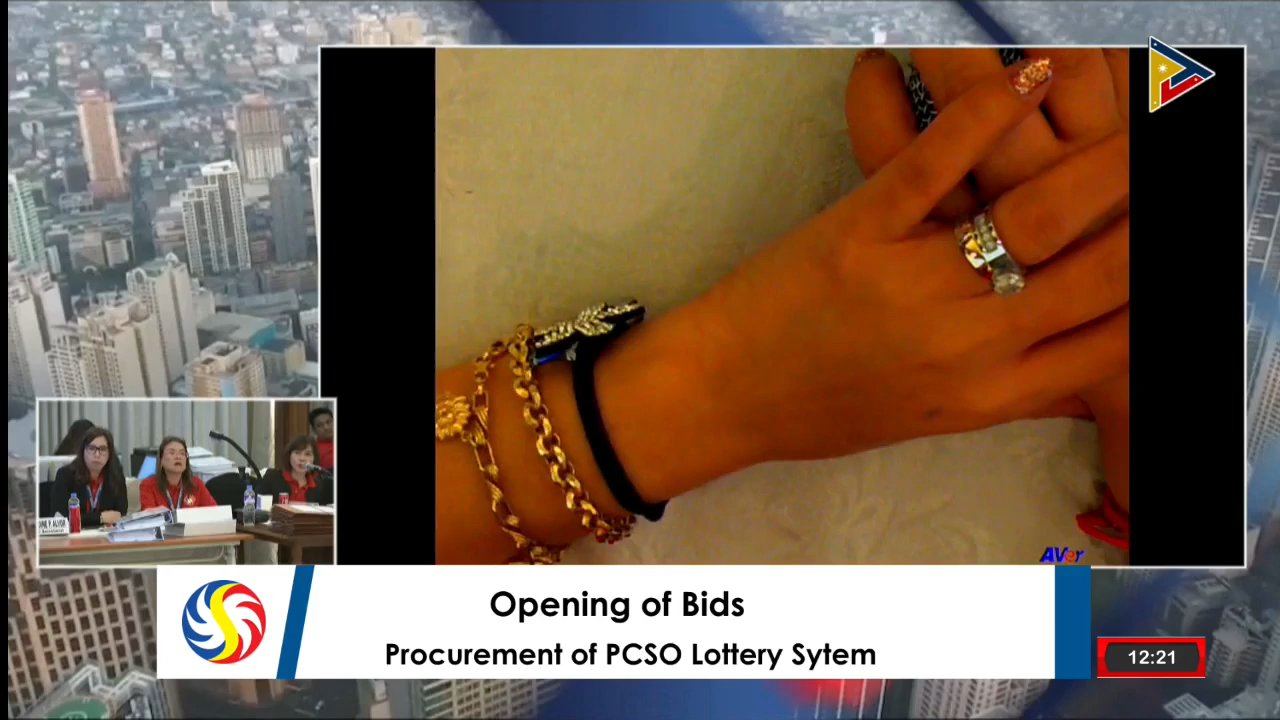 AVer
Opening of Bids
Procurement of PCSO Lottery Sytem
12:21